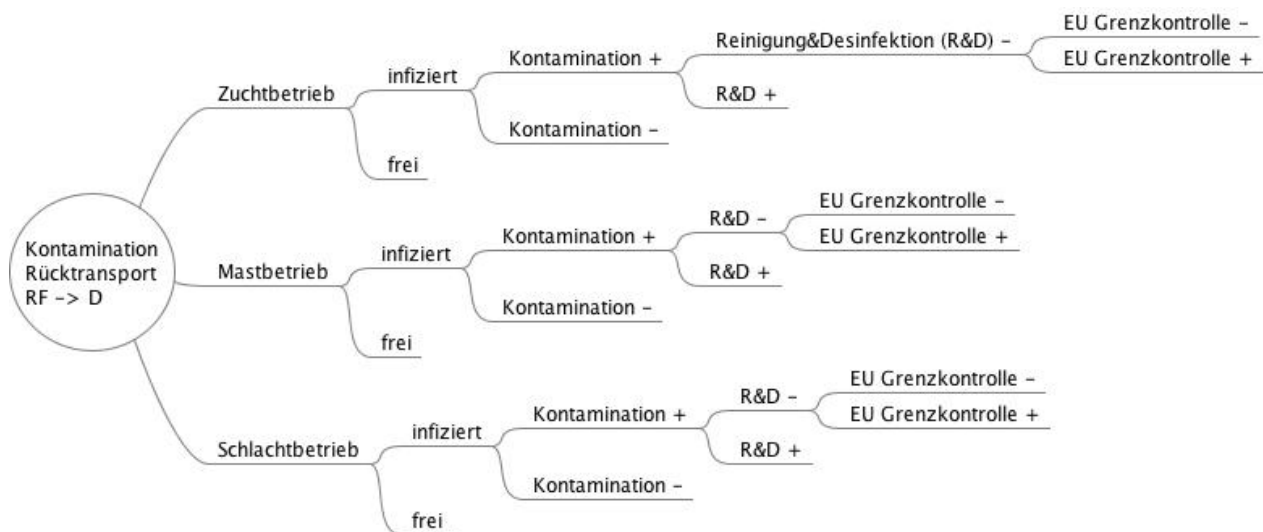 Kontamination
Rücktransport
RF -> D
Zuchtbetrieb
infiziert
Kontamination +
Reinigung&Desinfektion (R&D) -
EU Grenzkontrolle -
EU Grenzkontrolle +
R&D +
Kontamination -
frei
Mastbetrieb
infiziert
Kontamination +
R&D -
EU Grenzkontrolle -
EU Grenzkontrolle +
R&D +
Kontamination -
frei
Schlachtbetrieb
infiziert
Kontamination +
R&D -
EU Grenzkontrolle -
EU Grenzkontrolle +
R&D +
Kontamination -
frei